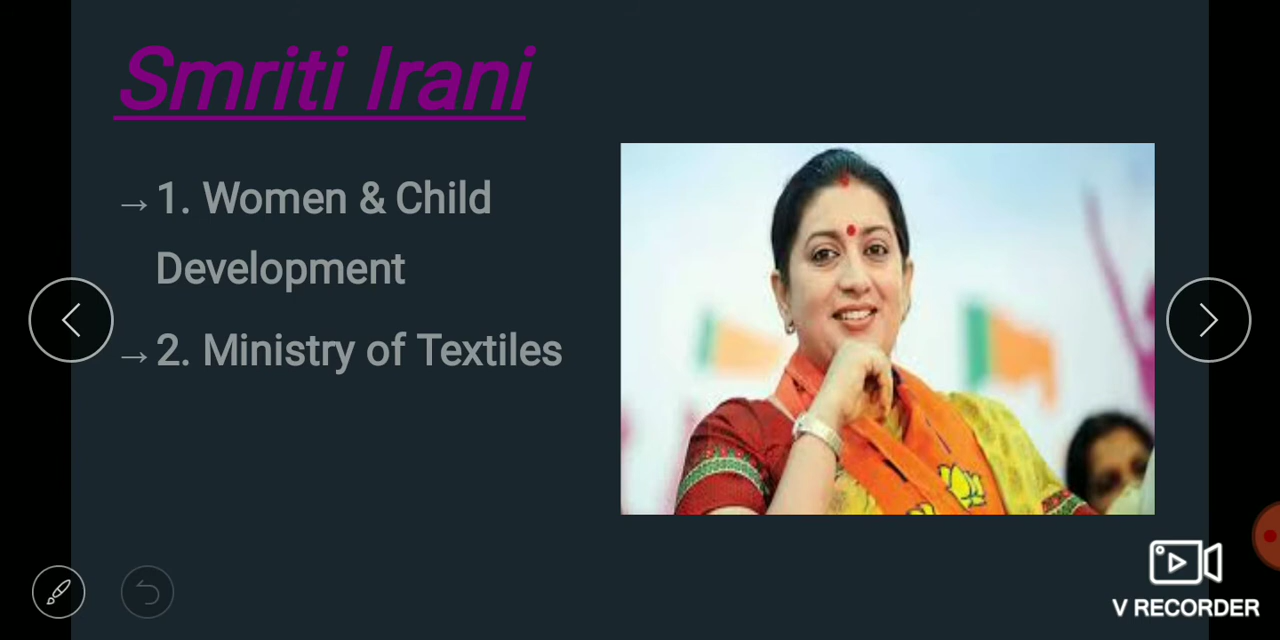 Smriti Irani
→ 1. Women & Child
Development
→ 2. Ministry of Textiles
V RECORDER